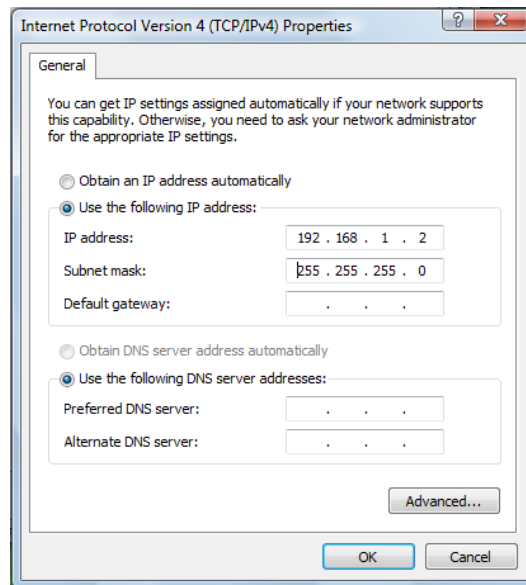 Internet Protocol Version 4 (TCP/IPv4) Properties
General
You can get IP settings assigned automatically if your network supports
this capability. Otherwise, you need to ask your network administrator
for the appropriate IP settings.
Obtain an IP address automatically
Use the following IP address:
IP address: 192 . 168 . 1 . 2
Subnet mask: 255 . 255 . 255 . 0
Default gateway: . . .
Obtain DNS server address automatically
Use the following DNS server addresses:
Preferred DNS server: . . .
Alternate DNS server: . . .
Advanced...
OK Cancel